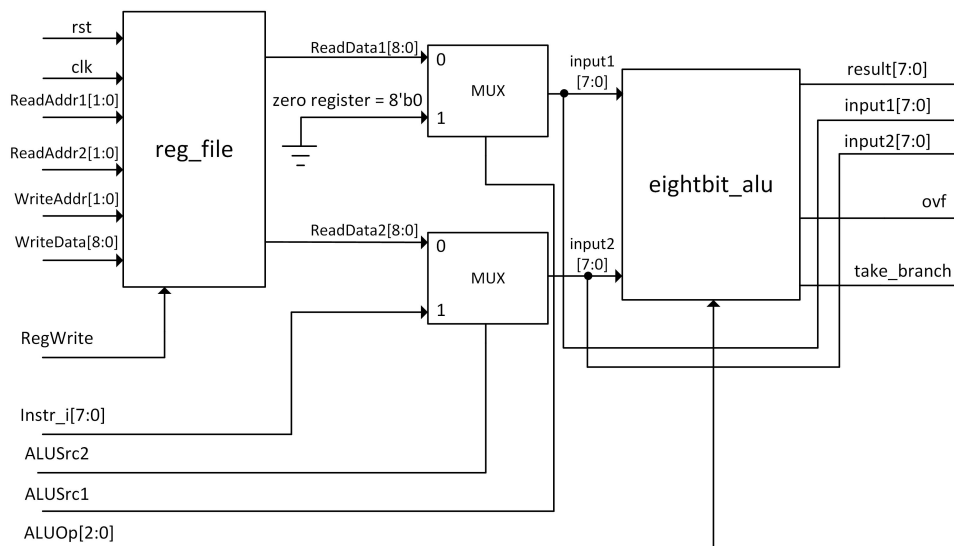 rst
clk
ReadAddr1[1:0]
ReadAddr2[1:0]
WriteAddr[1:0]
WriteData[8:0]
reg_file
RegWrite
Instr_i[7:0]
ALUSrc2
ALUSrc1
ALUOp[2:0]
ReadData1[8:0]
zero register = 8'b0
0
MUX
1
ReadData2[8:0]
0
MUX
1
input1
[7:0]
input2
[7:0]
eightbit_alu
result[7:0]
input1[7:0]
input2[7:0]
ovf
take_branch